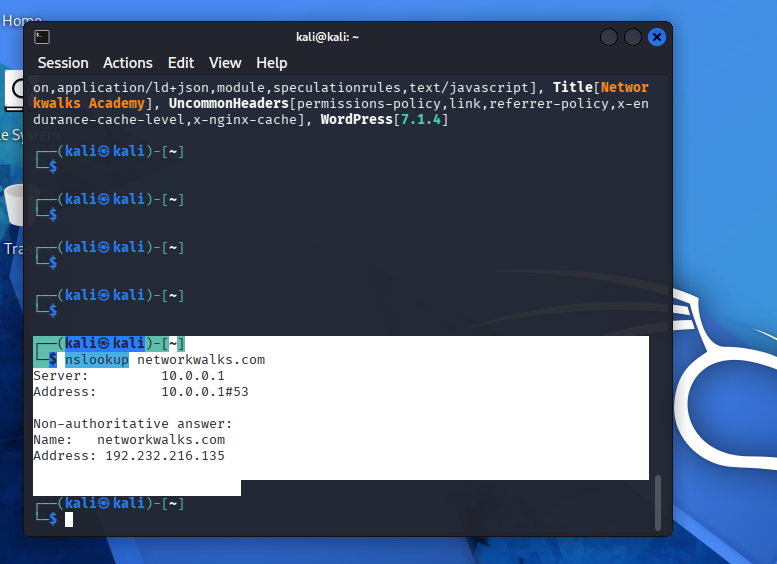 Home
kali@kali: ~
Session Actions Edit View Help
on,application/ld+json,module,speculationrules,text/javascript], Title[Networ
kwalks Academy], UncommonHeaders[permissions-policy,link,referrer-policy,x-en
durance-cache-level,x-nginx-cache], WordPress[7.1.4]
┌──(kali㉿kali)-[~]
└─$
┌──(kali㉿kali)-[~]
└─$
┌──(kali㉿kali)-[~]
└─$
┌──(kali㉿kali)-[~]
└─$
┌──(kali㉿kali)-[~]
└─$ nslookup networkwalks.com
Server: 10.0.0.1
Address: 10.0.0.1#53
Non-authoritative answer:
Name: networkwalks.com
Address: 192.232.216.135
┌──(kali㉿kali)-[~]
└─$